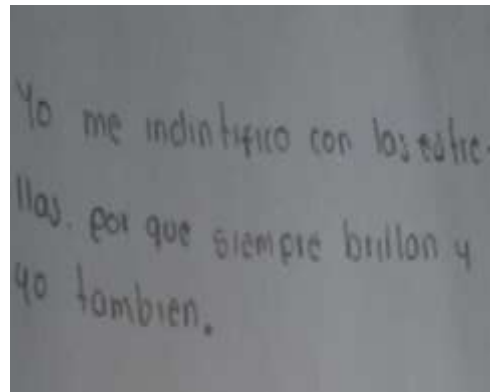 Yo me indintifico con las estre-
llas. por que siempre brillan y
yo tambien.